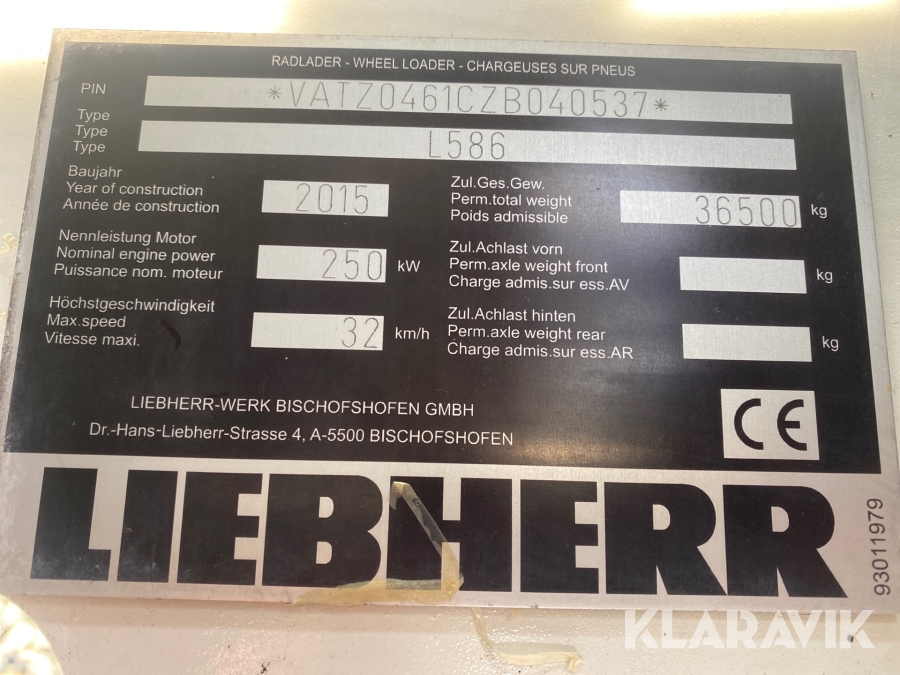 KLARAVIK
RADLADER - WHEEL LOADER - CHARGEUSES SUR PNEUS
PIN *VATZ0461CZB040537*
Type
Type L586
Type
Baujahr
Year of construction 2015
Année de construction
Nennleistung Motor
Nominal engine power 250 kW
Puissance nom. moteur
Höchstgeschwindigkeit
Max.speed 32 km/h
Vitesse maxi.
Zul.Ges.Gew.
Perm.total weight 36500 kg
Poids admissible
Zul.Achlast vorn
Perm.axle weight front kg
Charge admis.sur ess.AV
Zul.Achlast hinten
Perm.axle weight rear kg
Charge admis.sur ess.AR
LIEBHERR-WERK BISCHOFSHOFEN GMBH
Dr.-Hans-Liebherr-Strasse 4, A-5500 BISCHOFSHOFEN
CE
LIEBHERR
93011979
KLARAVIK